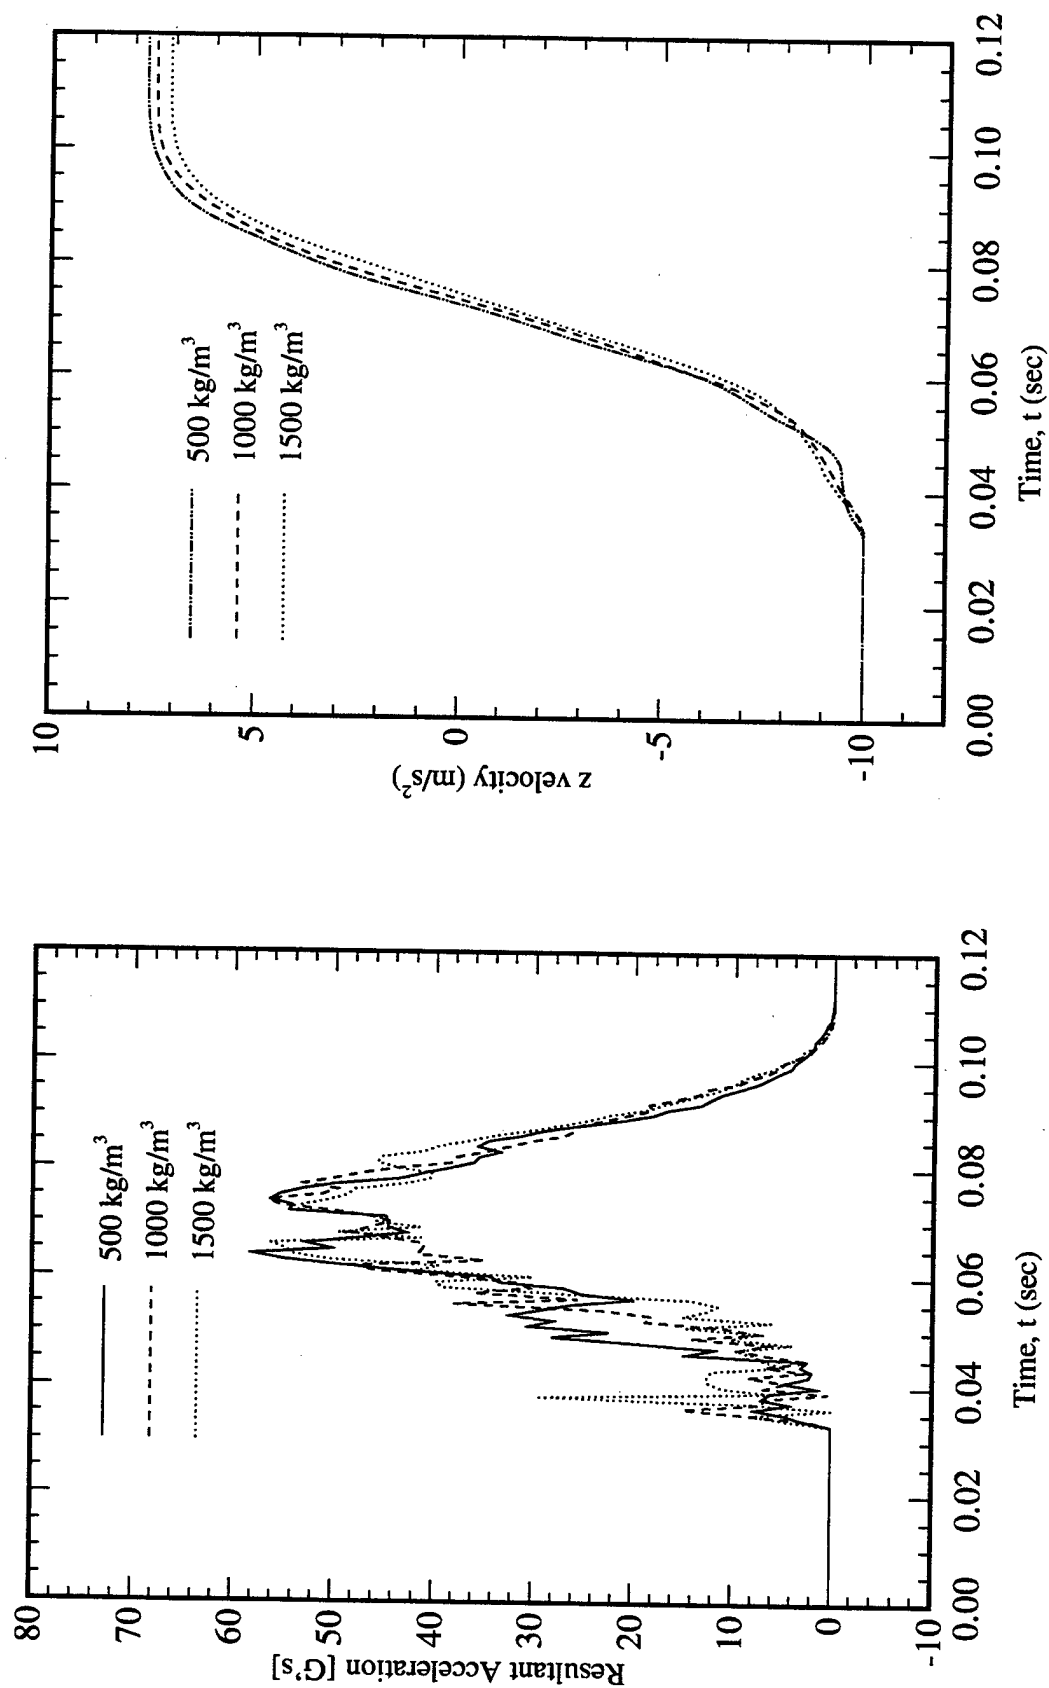 80
70
60
50
40
30
20
10
0
-10
Resultant Acceleration [G's]
500 kg/m³
1000 kg/m³
1500 kg/m³
0.00 0.02 0.04 0.06 0.08 0.10 0.12
Time, t (sec)
10
5
0
-5
-10
z velocity (m/s²)
500 kg/m³
1000 kg/m³
1500 kg/m³
0.00 0.02 0.04 0.06 0.08 0.10 0.12
Time, t (sec)